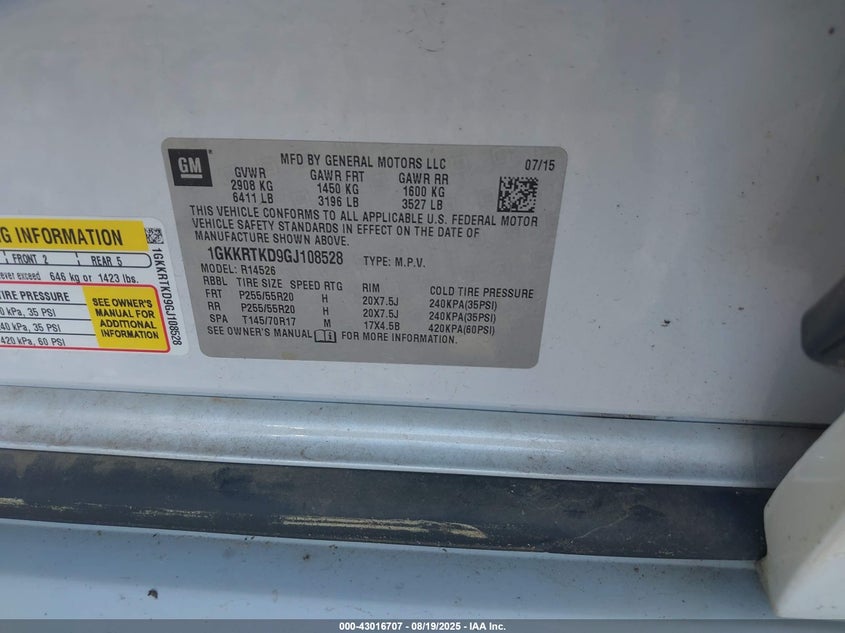 GM
MFD BY GENERAL MOTORS LLC 07/15
GVWR GAWR FRT GAWR RR
2908 KG 1450 KG 1600 KG
6411 LB 3196 LB 3527 LB
THIS VEHICLE CONFORMS TO ALL APPLICABLE U.S. FEDERAL MOTOR
VEHICLE SAFETY STANDARDS IN EFFECT ON THE DATE OF
MANUFACTURE SHOWN ABOVE.
1GKKRTKD9GJ108528 TYPE: M.P.V.
MODEL: R14526
RBBL TIRE SIZE SPEED RTG RIM COLD TIRE PRESSURE
FRT P255/55R20 H 20X7.5J 240KPA(35PSI)
RR P255/55R20 H 20X7.5J 240KPA(35PSI)
SPA T145/70R17 M 17X4.5B 420KPA(60PSI)
SEE OWNER'S MANUAL FOR MORE INFORMATION.
INFORMATION
FRONT 2 REAR 5
exceed 646 kg or 1423 lbs.
TIRE PRESSURE
kPa, 35 PSI
kPa, 35 PSI
420 kPa, 60 PSI
SEE OWNER'S
MANUAL FOR
ADDITIONAL
INFORMATION
1GKKRTKD9GJ108528
000-43016707 - 08/19/2025 - IAA Inc.